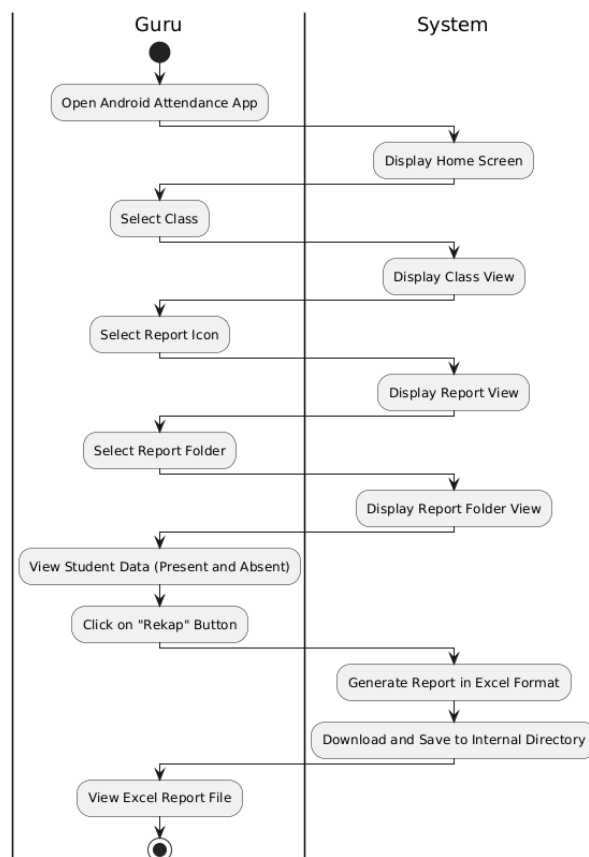 Guru
System
Open Android Attendance App
Display Home Screen
Select Class
Display Class View
Select Report Icon
Display Report View
Select Report Folder
Display Report Folder View
View Student Data (Present and Absent)
Click on "Rekap" Button
Generate Report in Excel Format
Download and Save to Internal Directory
View Excel Report File